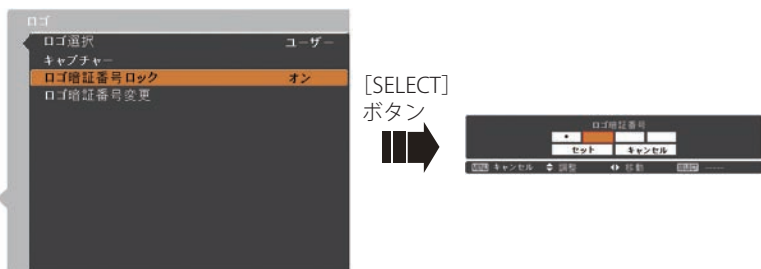 ロゴ
ロゴ選択 ユーザー
キャプチャー
ロゴ暗証番号ロック オン
ロゴ暗証番号変更
[SELECT]
ボタン
ロゴ暗証番号
セット キャンセル
MENU キャンセル 調整 移動 SELECT -----